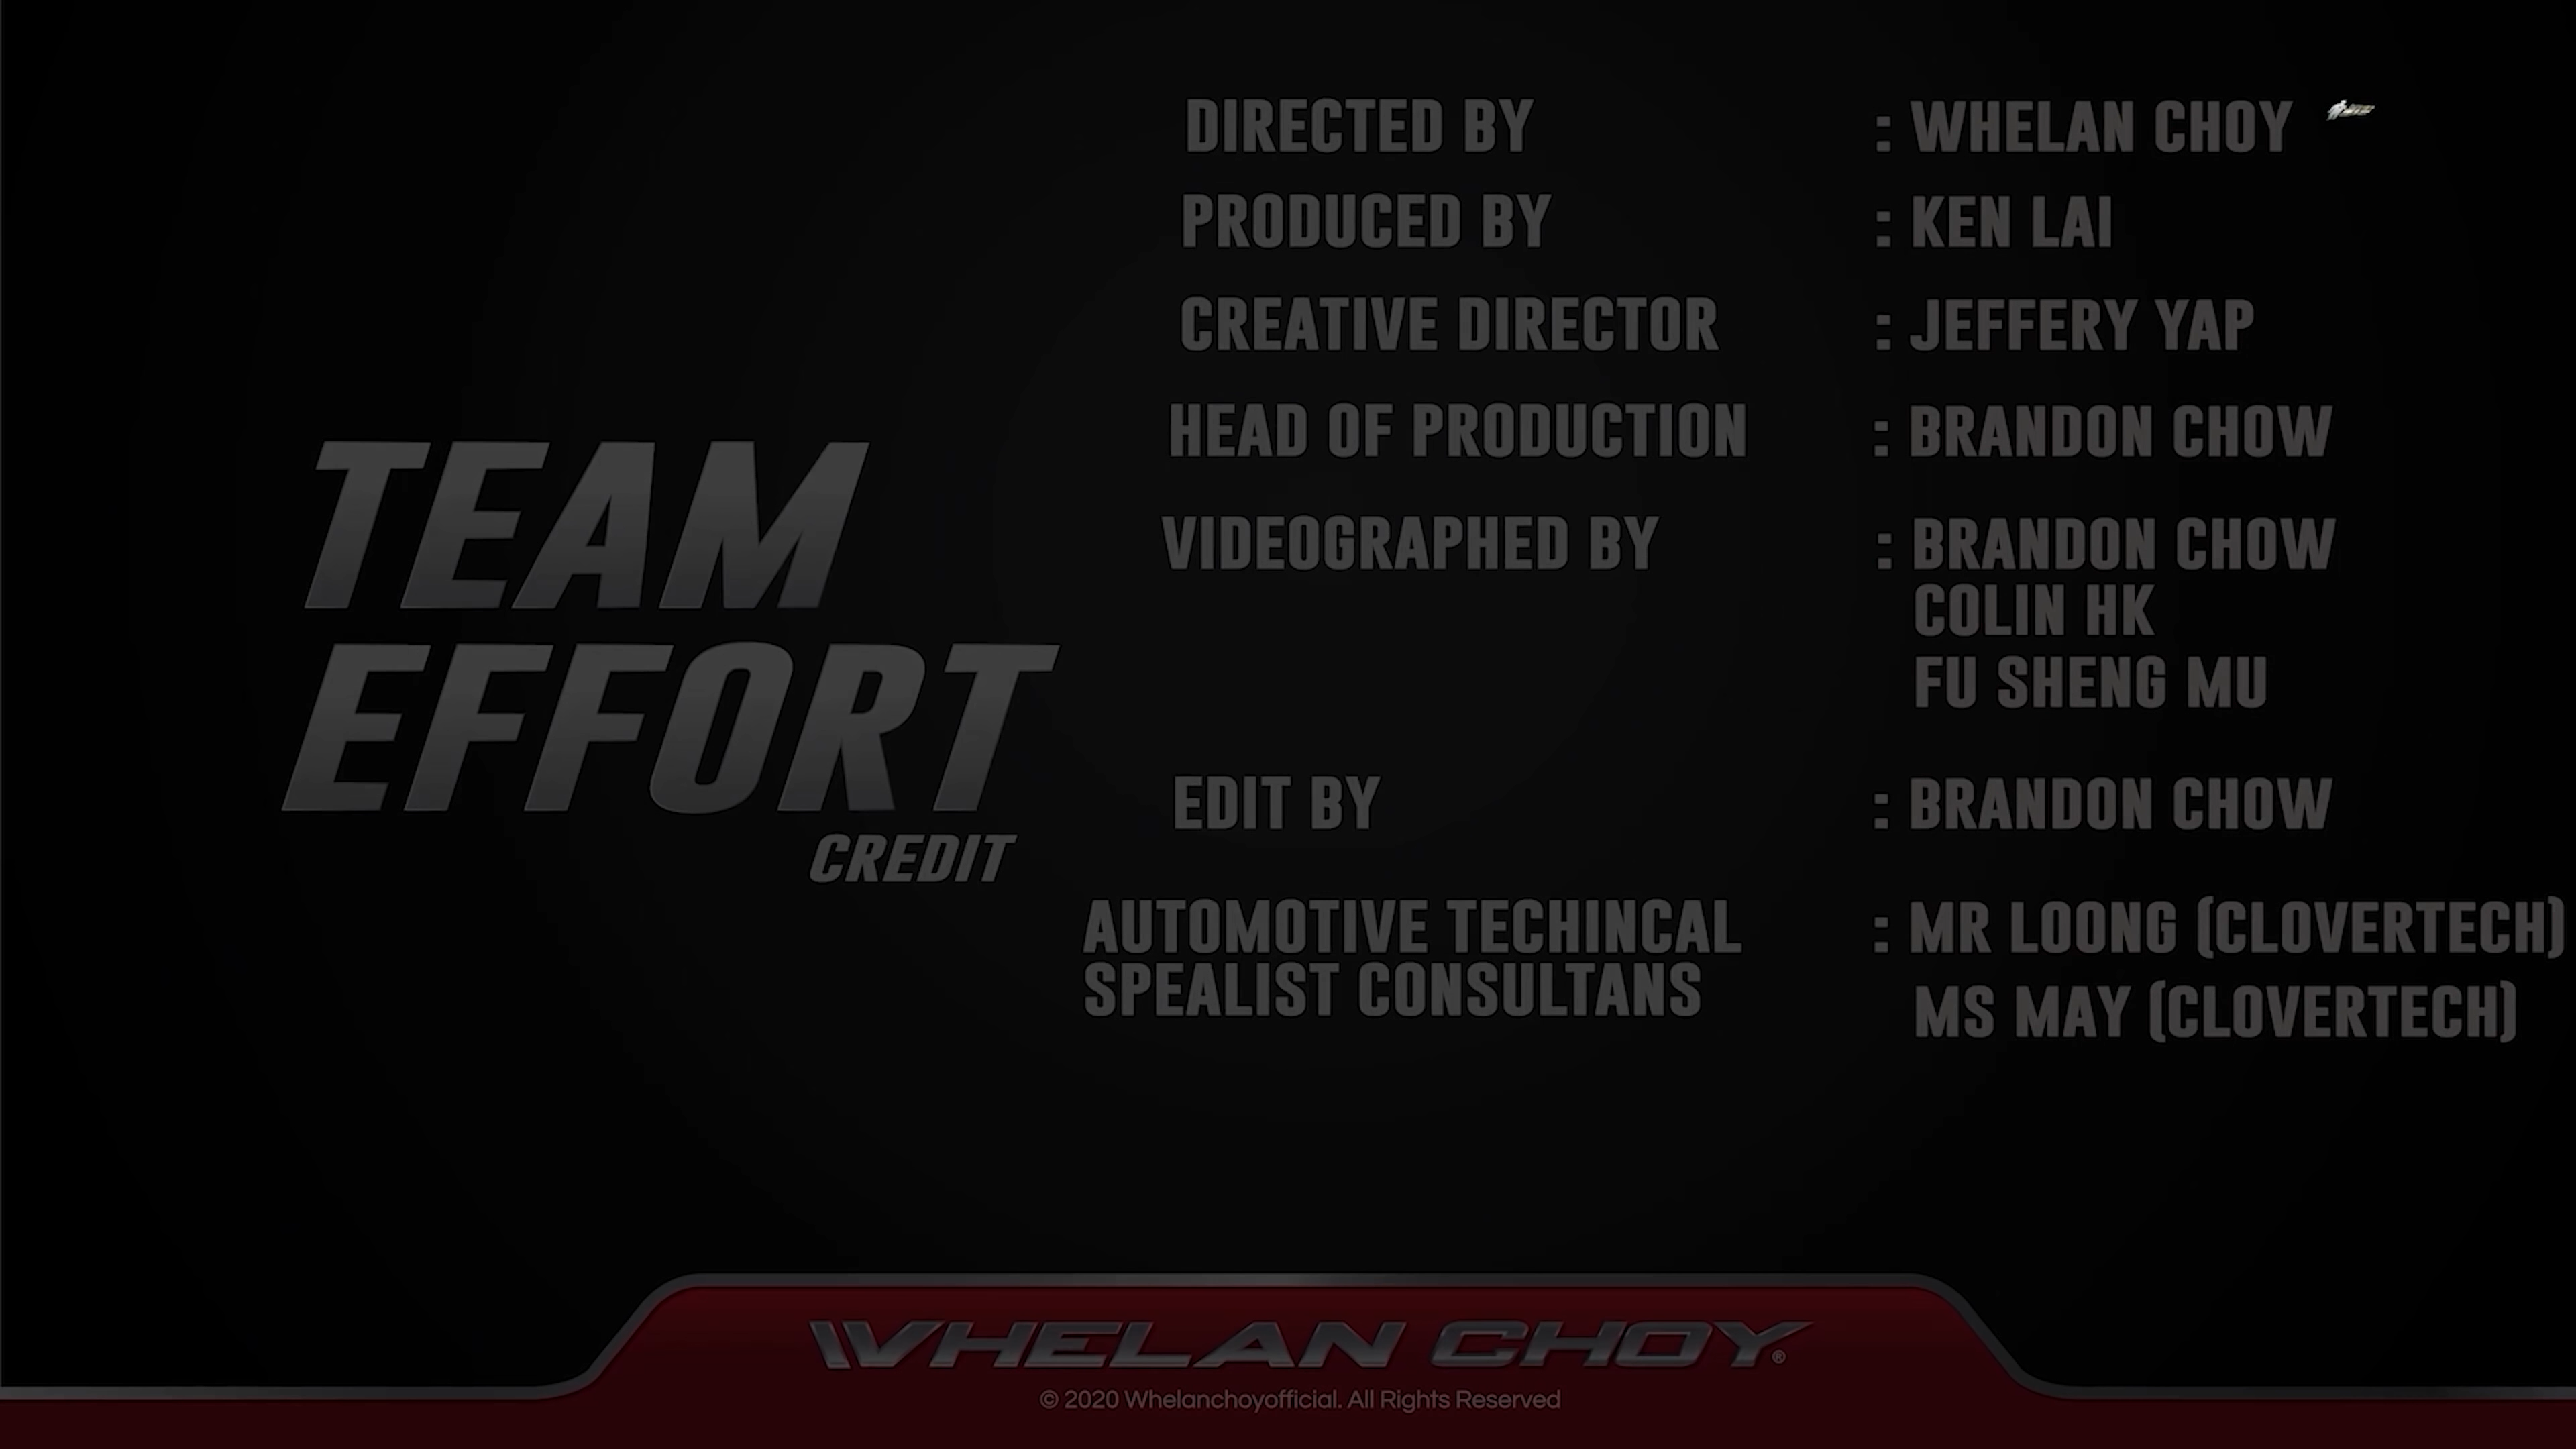 TEAM
EFFORT
CREDIT
DIRECTED BY : WHELAN CHOY
PRODUCED BY : KEN LAI
CREATIVE DIRECTOR : JEFFERY YAP
HEAD OF PRODUCTION : BRANDON CHOW
VIDEOGRAPHED BY : BRANDON CHOW
COLIN HK
FU SHENG MU
EDIT BY : BRANDON CHOW
AUTOMOTIVE TECHINCAL : MR LOONG (CLOVERTECH)
SPEALIST CONSULTANS
MS MAY (CLOVERTECH)
WHELAN CHOY®
© 2020 Whelanchoyofficial. All Rights Reserved